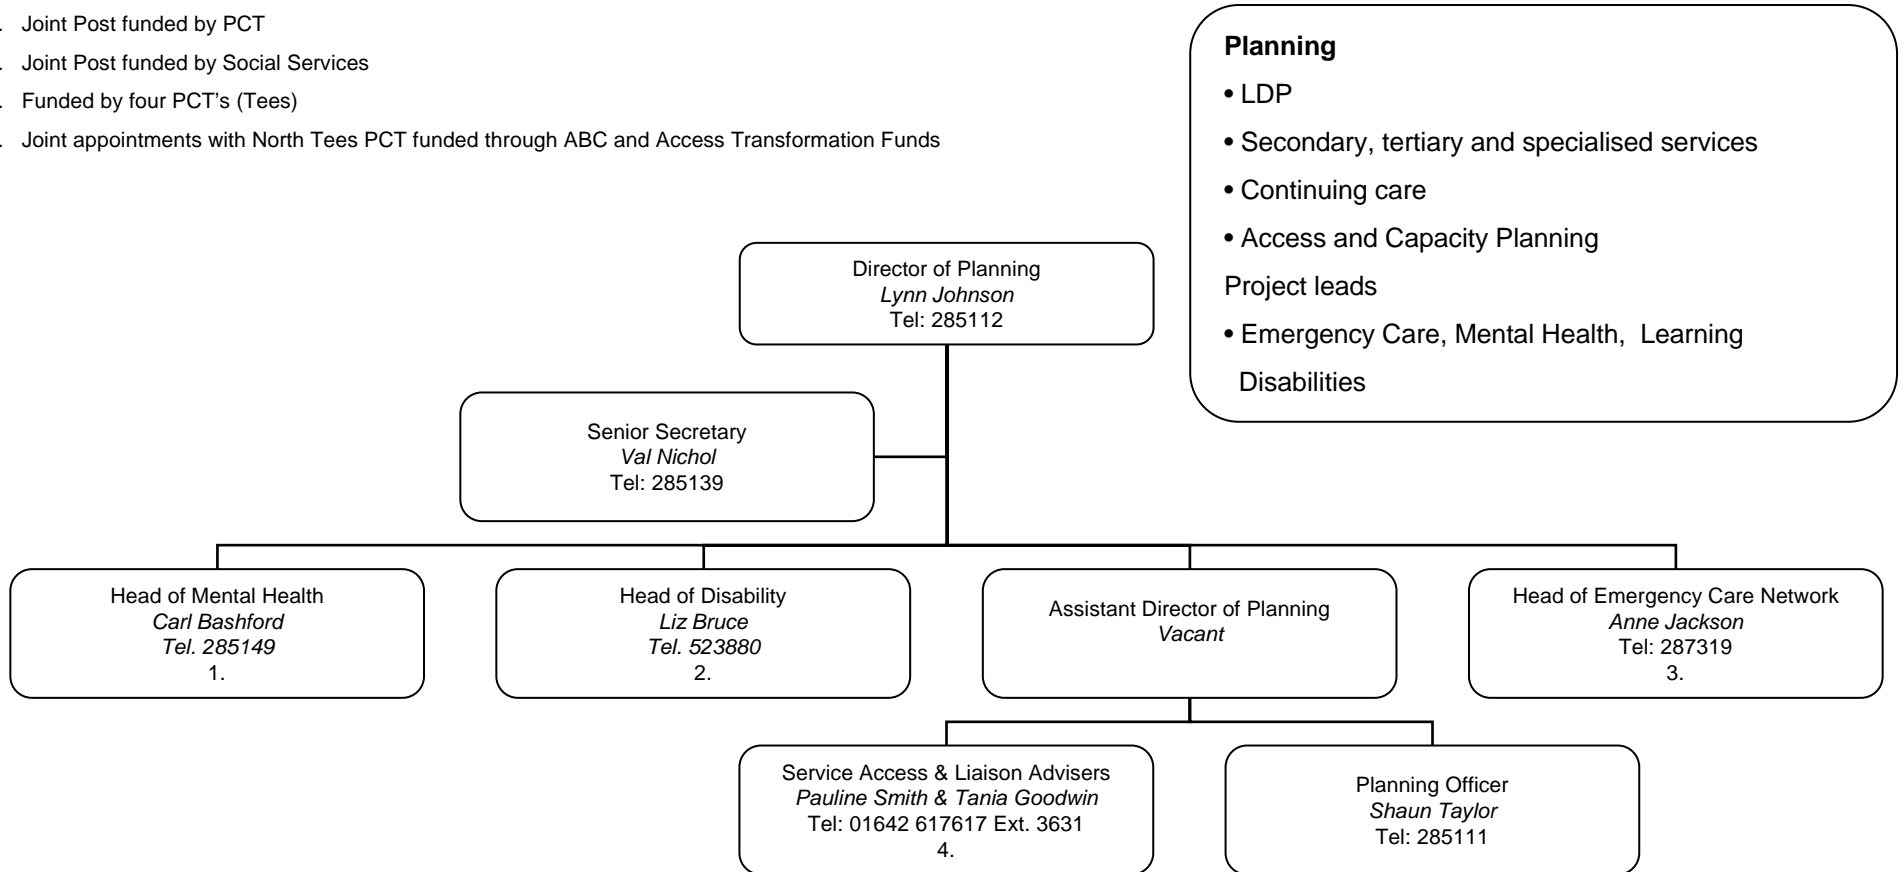 . Joint Post funded by PCT
. Joint Post funded by Social Services
. Funded by four PCT's (Tees)
. Joint appointments with North Tees PCT funded through ABC and Access Transformation Funds
Planning
• LDP
• Secondary, tertiary and specialised services
• Continuing care
• Access and Capacity Planning
Project leads
• Emergency Care, Mental Health, Learning
Disabilities
Director of Planning
Lynn Johnson
Tel: 285112
Senior Secretary
Val Nichol
Tel: 285139
Head of Mental Health
Carl Bashford
Tel. 285149
1.
Head of Disability
Liz Bruce
Tel. 523880
2.
Assistant Director of Planning
Vacant
Head of Emergency Care Network
Anne Jackson
Tel: 287319
3.
Service Access & Liaison Advisers
Pauline Smith & Tania Goodwin
Tel: 01642 617617 Ext. 3631
4.
Planning Officer
Shaun Taylor
Tel: 285111